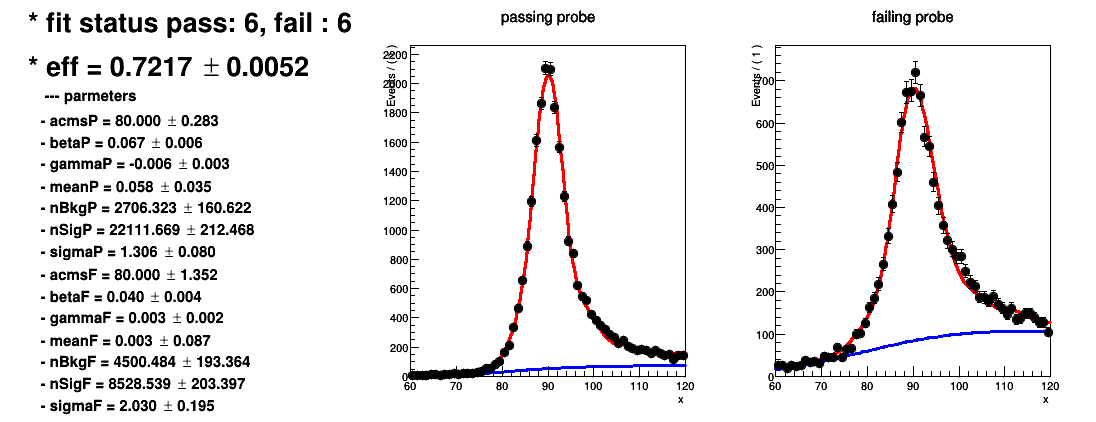 * fit status pass: 6, fail : 6
* eff = 0.7217 ± 0.0052
--- parmeters
- acmsP = 80.000 ± 0.283
- betaP = 0.067 ± 0.006
- gammaP = -0.006 ± 0.003
- meanP = 0.058 ± 0.035
- nBkgP = 2706.323 ± 160.622
- nSigP = 22111.669 ± 212.468
- sigmaP = 1.306 ± 0.080
- acmsF = 80.000 ± 1.352
- betaF = 0.040 ± 0.004
- gammaF = 0.003 ± 0.002
- meanF = 0.003 ± 0.087
- nBkgF = 4500.484 ± 193.364
- nSigF = 8528.539 ± 203.397
- sigmaF = 2.030 ± 0.195
passing probe
Events / ( 1 )
2200
2000
1800
1600
1400
1200
1000
800
600
400
200
0
60 70 80 90 100 110 120
x
failing probe
Events / ( 1 )
700
600
500
400
300
200
100
0
60 70 80 90 100 110 120
x